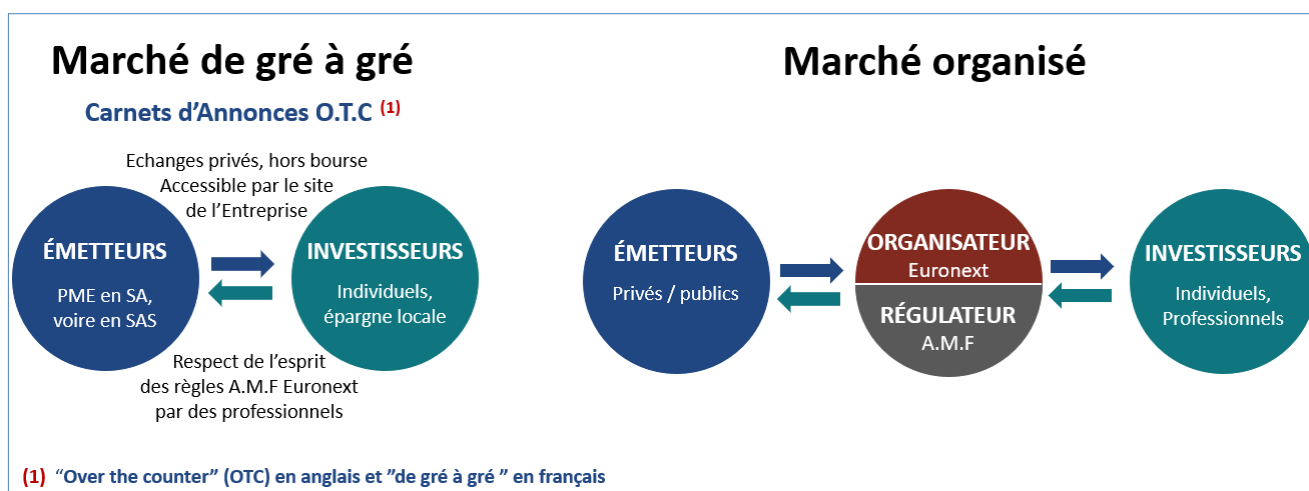 Marché de gré à gré
Carnets d'Annonces O.T.C (1)
Echanges privés, hors bourse
Accessible par le site
de l'Entreprise
ÉMETTEURS
PME en SA,
voire en SAS
INVESTISSEURS
Individuels,
épargne locale
Respect de l'esprit
des règles A.M.F Euronext
par des professionnels
Marché organisé
ÉMETTEURS
Privés / publics
ORGANISATEUR
Euronext
RÉGULATEUR
A.M.F
INVESTISSEURS
Individuels,
Professionnels
(1) “Over the counter” (OTC) en anglais et ”de gré à gré ” en français